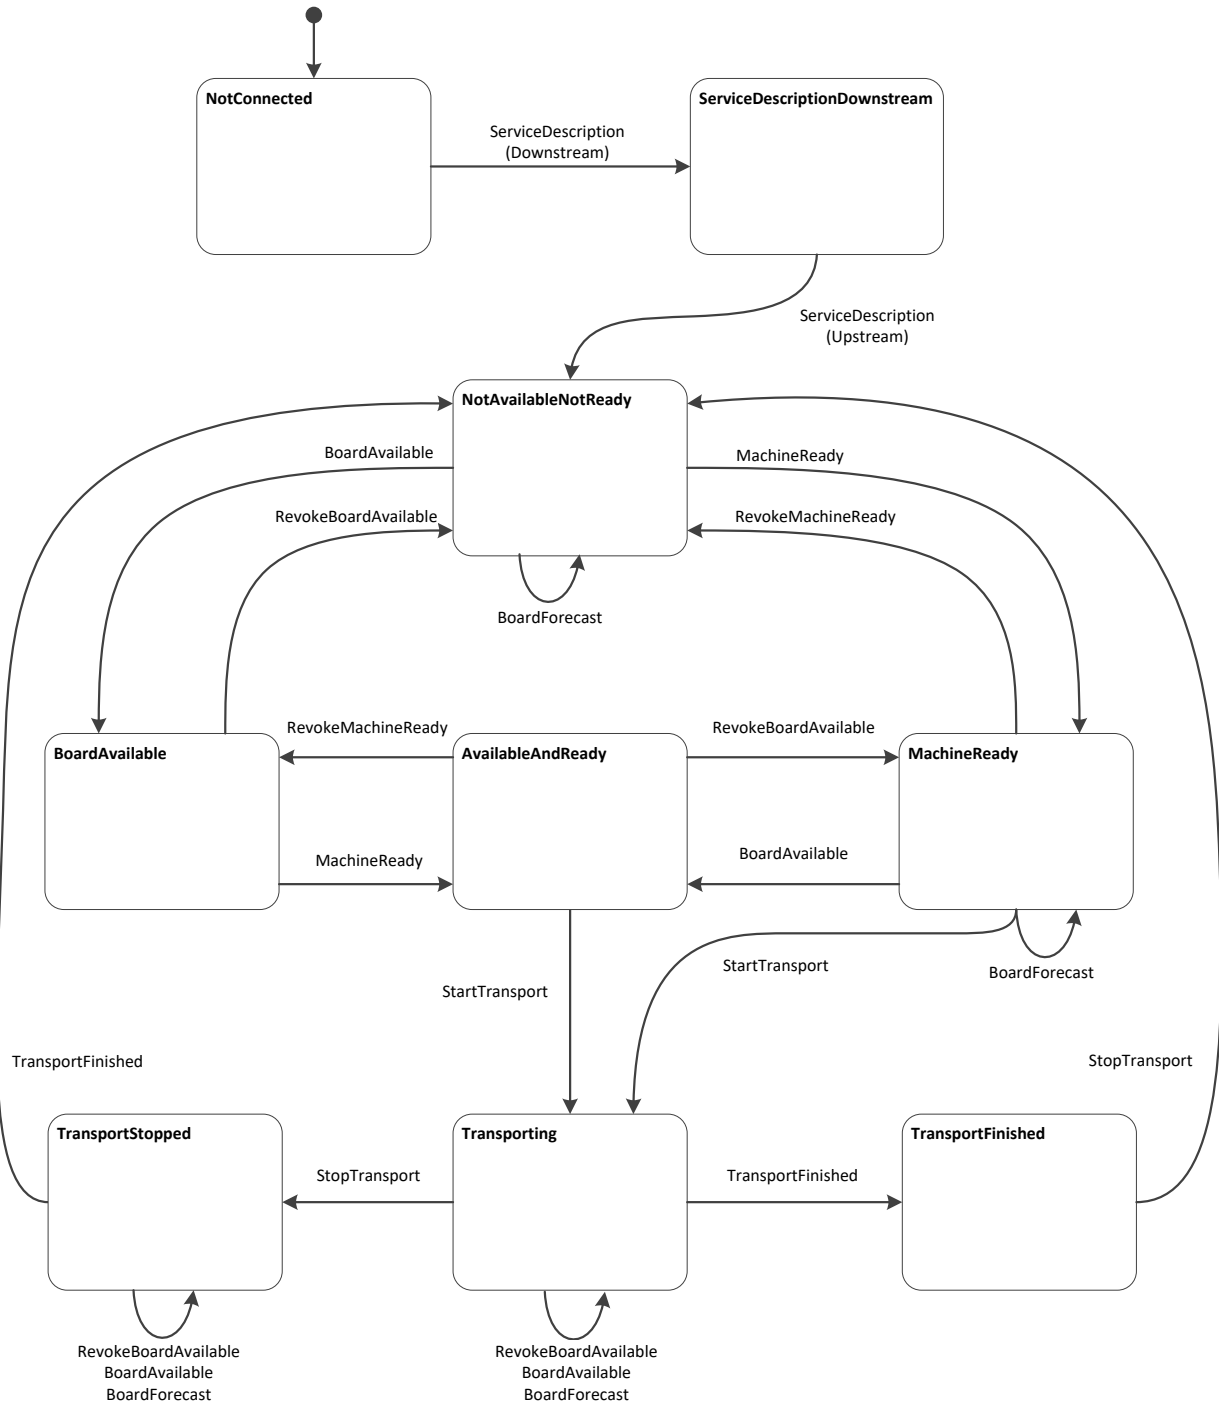 NotConnected
ServiceDescriptionDownstream
ServiceDescription
(Downstream)
ServiceDescription
(Upstream)
NotAvailableNotReady
BoardAvailable
MachineReady
RevokeBoardAvailable
RevokeMachineReady
BoardForecast
RevokeMachineReady
RevokeBoardAvailable
BoardAvailable
AvailableAndReady
MachineReady
MachineReady
BoardAvailable
StartTransport
BoardForecast
StartTransport
TransportFinished
StopTransport
TransportStopped
Transporting
TransportFinished
StopTransport
TransportFinished
RevokeBoardAvailable
BoardAvailable
BoardForecast
RevokeBoardAvailable
BoardAvailable
BoardForecast